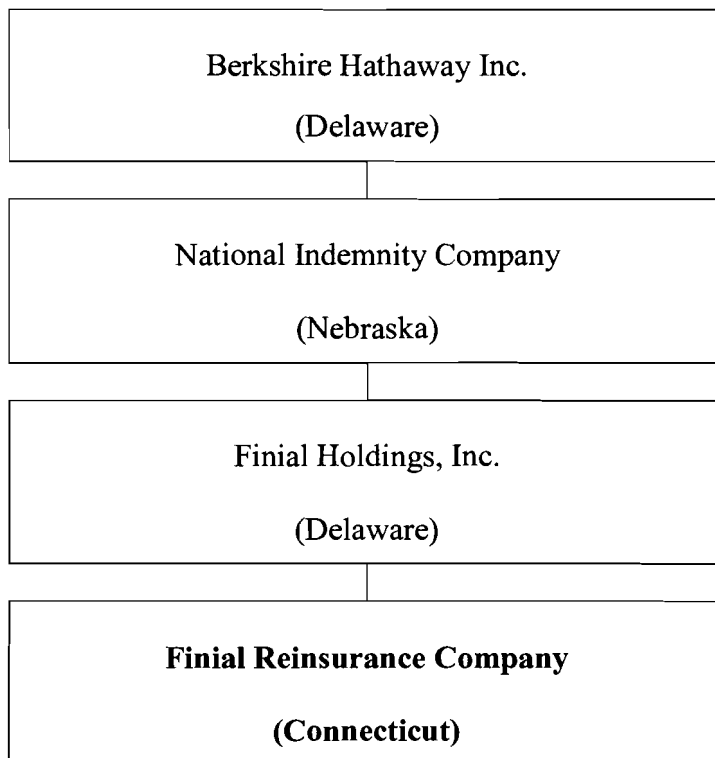 Berkshire Hathaway Inc.
(Delaware)
National Indemnity Company
(Nebraska)
Finial Holdings, Inc.
(Delaware)
Finial Reinsurance Company
(Connecticut)